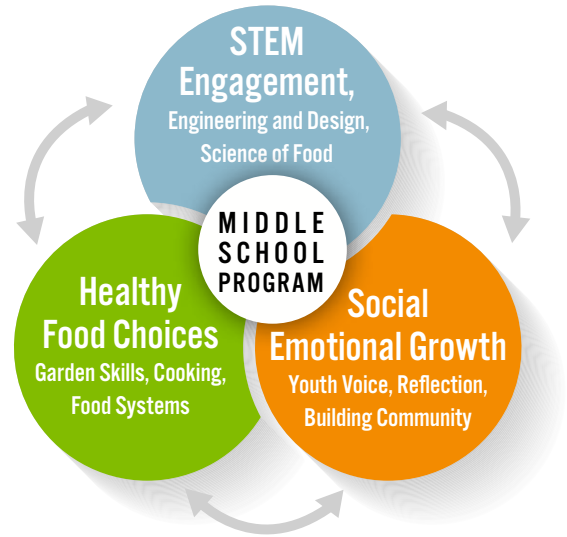 STEM
Engagement,
Engineering and Design,
Science of Food
MIDDLE
SCHOOL
PROGRAM
Healthy
Food Choices
Garden Skills, Cooking,
Food Systems
Social
Emotional Growth
Youth Voice, Reflection,
Building Community